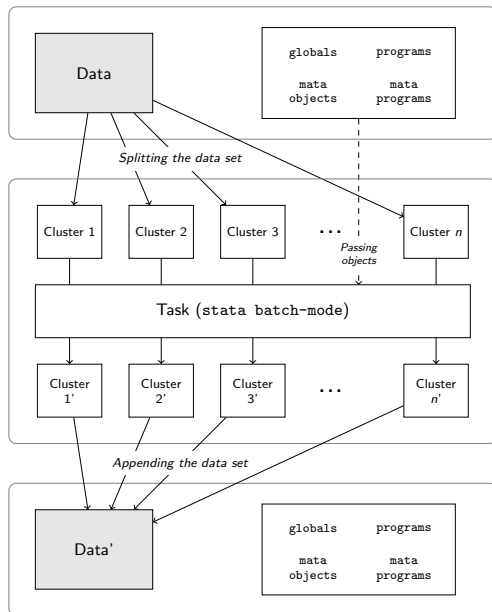 Data
globals programs
mata mata
objects programs
Splitting the data set
Cluster 1 Cluster 2 Cluster 3 ... Cluster n
Passing
objects
Task (stata batch-mode)
Cluster Cluster Cluster ... Cluster
1' 2' 3' n'
Appending the data set
Data'
globals programs
mata mata
objects programs